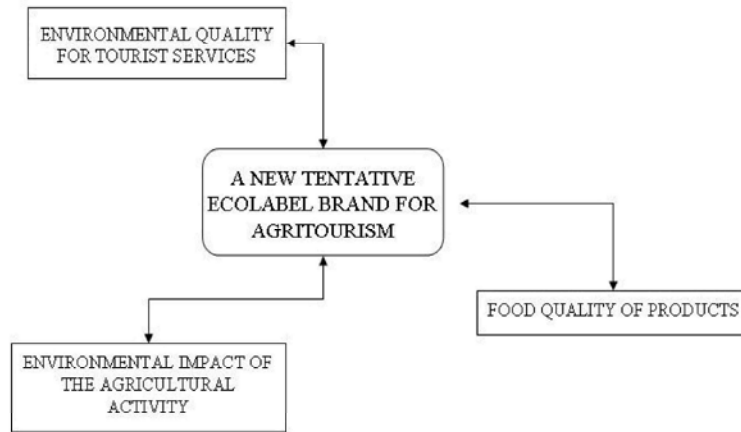 ENVIRONMENTAL QUALITY
FOR TOURIST SERVICES
A NEW TENTATIVE
ECOLABEL BRAND FOR
AGRITOURISM
FOOD QUALITY OF PRODUCTS
ENVIRONMENTAL IMPACT OF
THE AGRICULTURAL
ACTIVITY